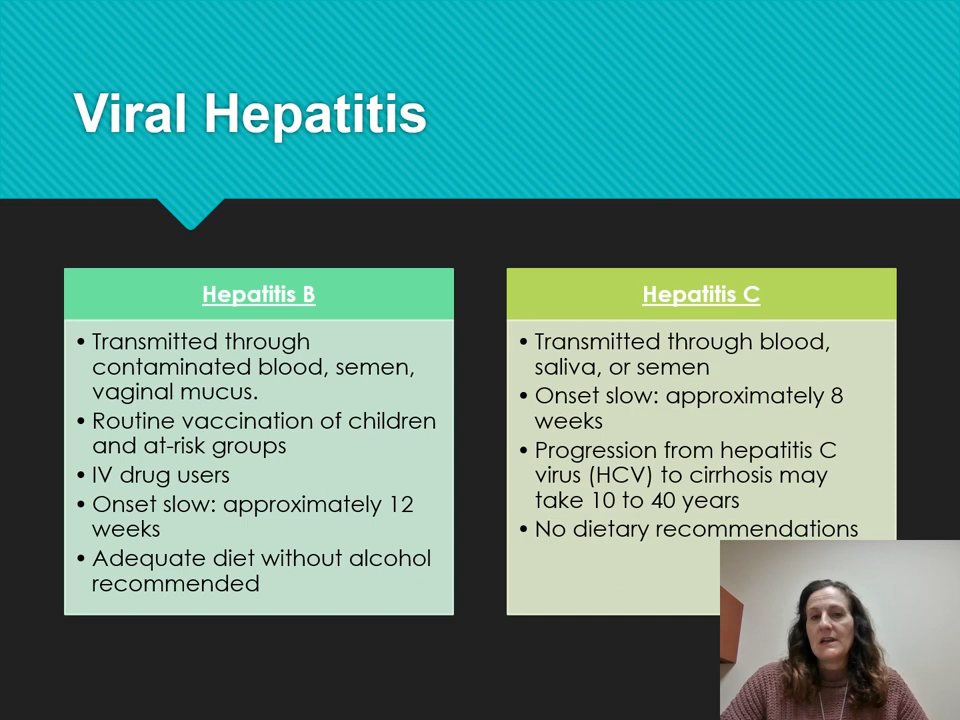 Viral Hepatitis
Hepatitis B
• Transmitted through
contaminated blood, semen,
vaginal mucus.
• Routine vaccination of children
and at-risk groups
• IV drug users
• Onset slow: approximately 12
weeks
• Adequate diet without alcohol
recommended
Hepatitis C
• Transmitted through blood,
saliva, or semen
• Onset slow: approximately 8
weeks
• Progression from hepatitis C
virus (HCV) to cirrhosis may
take 10 to 40 years
• No dietary recommendations